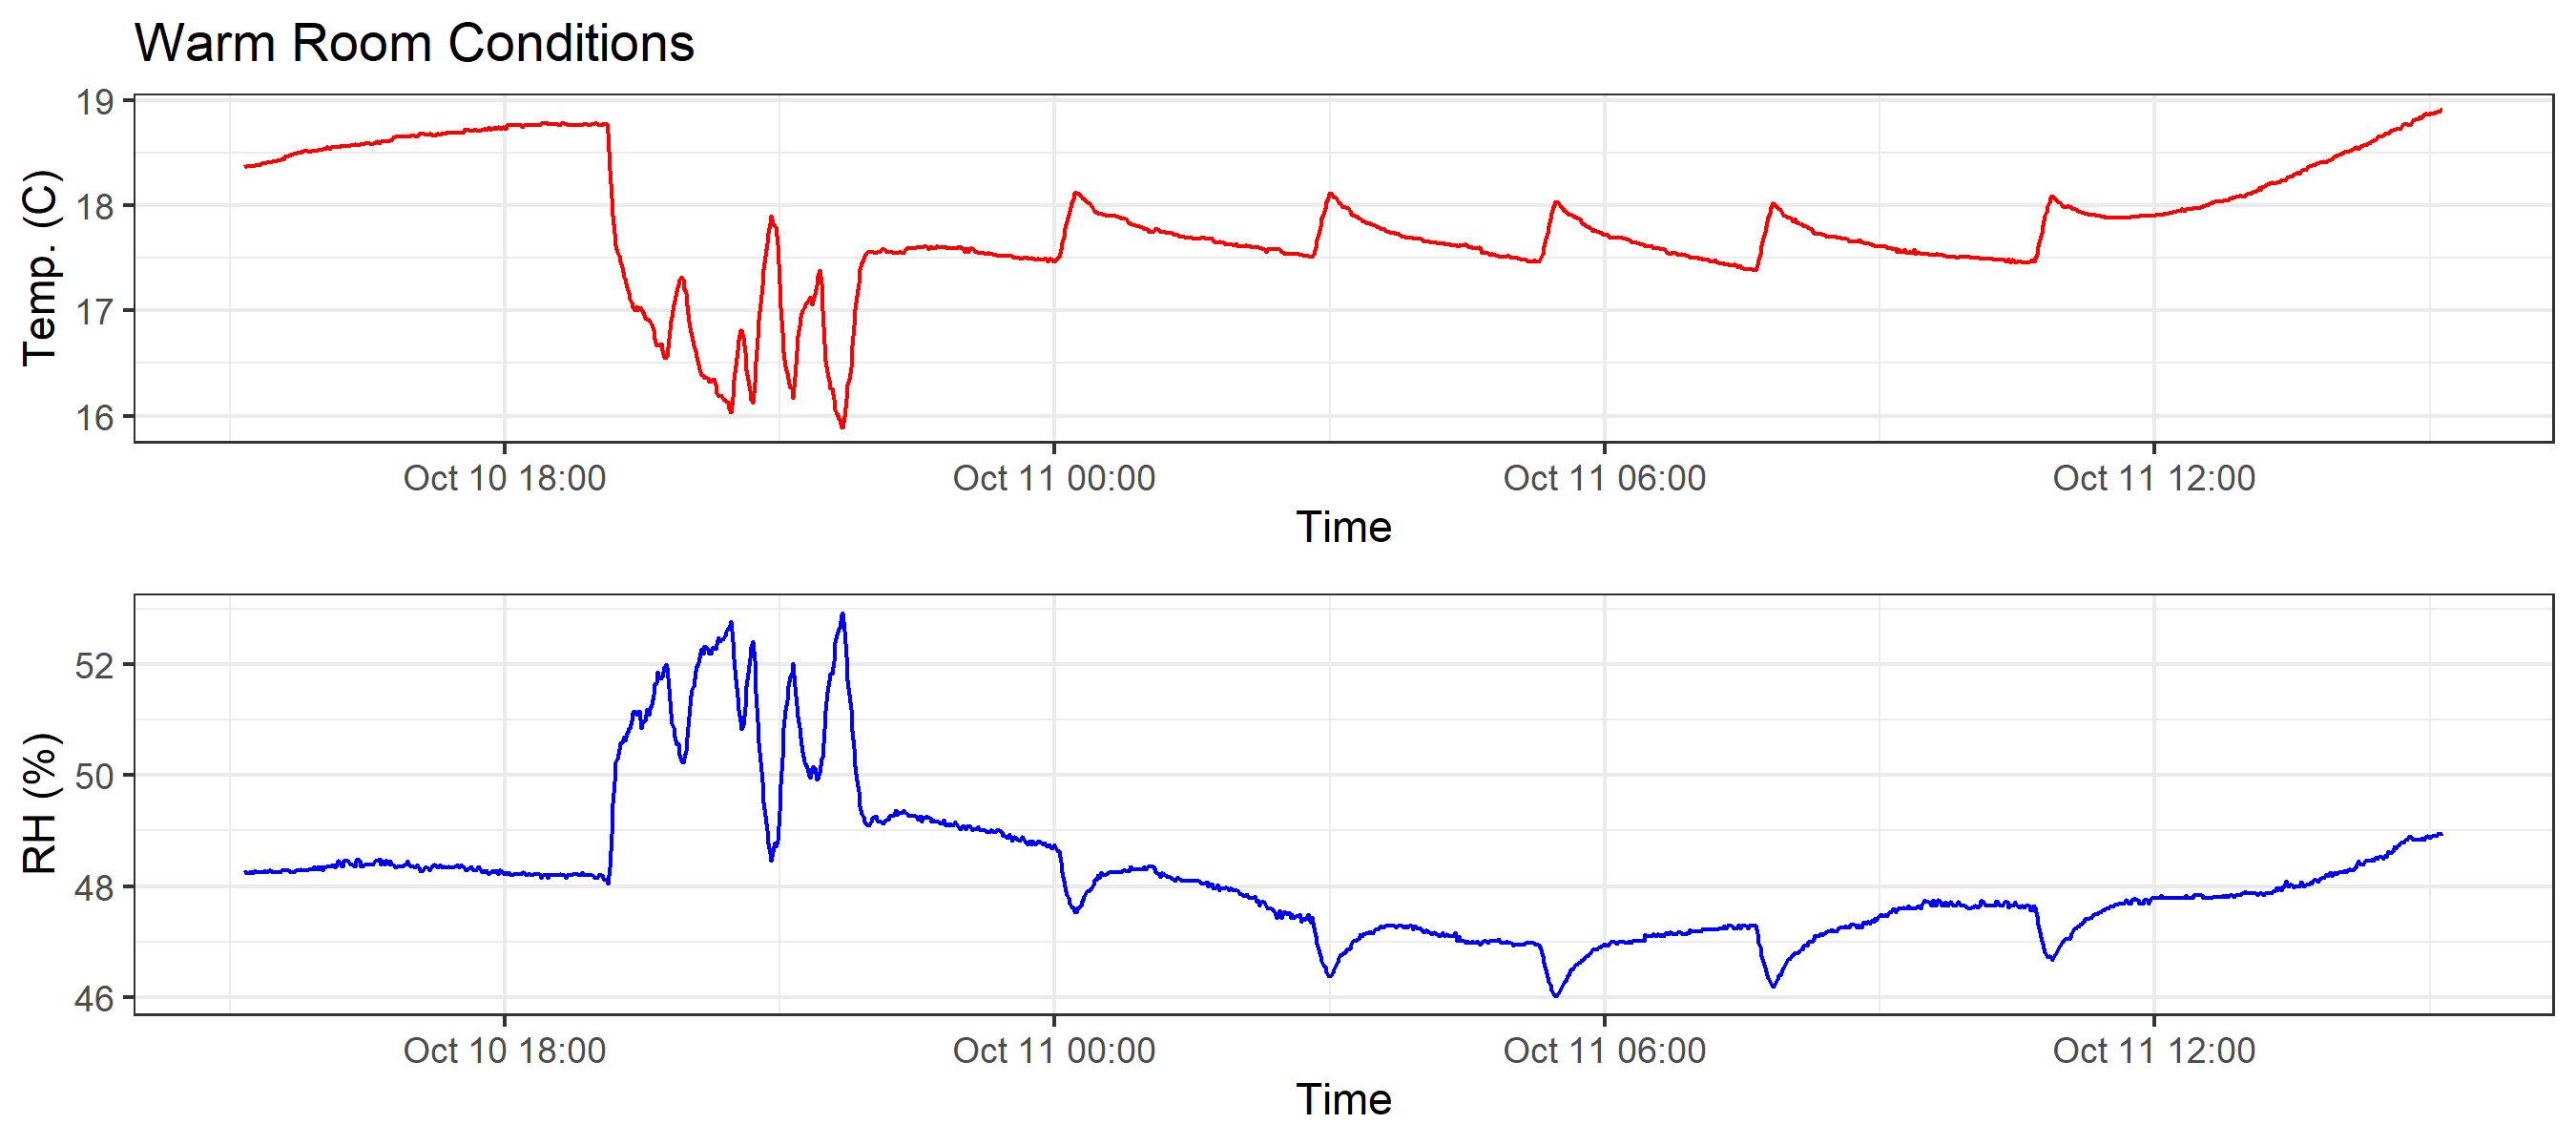 Warm Room Conditions
Temp. (C)
19
18
17
16
Oct 10 18:00 Oct 11 00:00 Oct 11 06:00 Oct 11 12:00
Time
RH (%)
52
50
48
46
Oct 10 18:00 Oct 11 00:00 Oct 11 06:00 Oct 11 12:00
Time